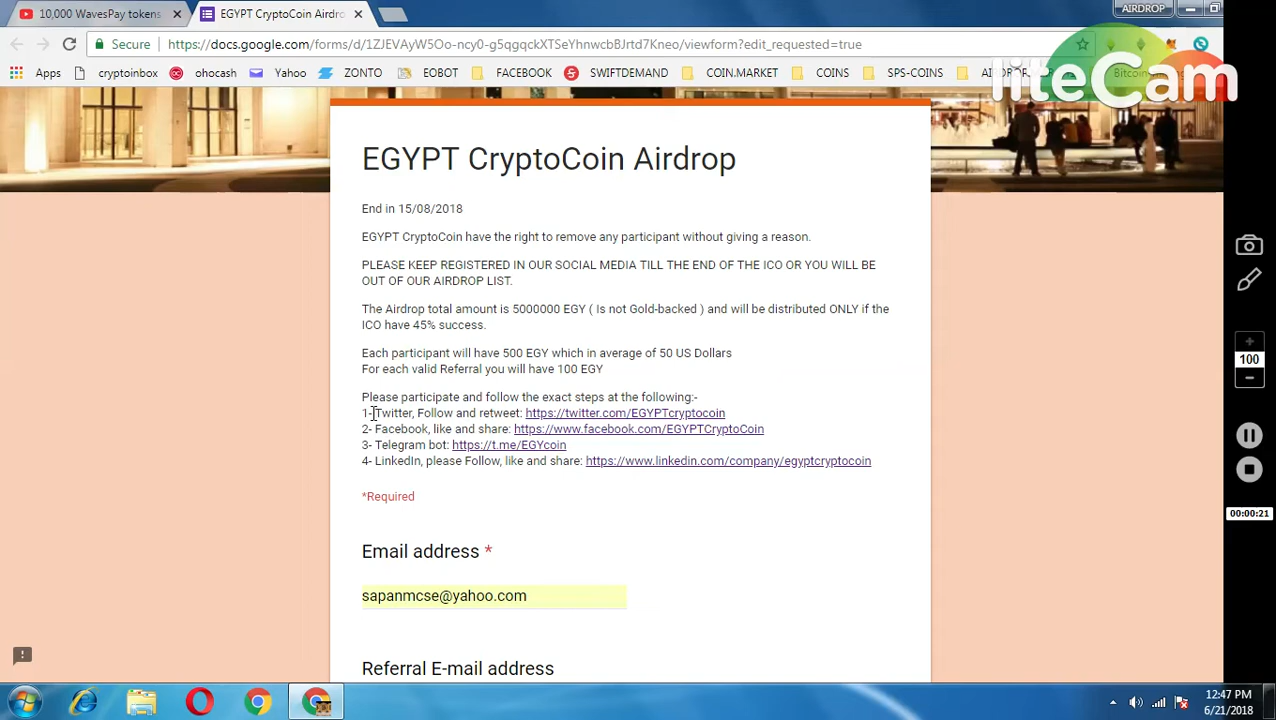 10,000 WavesPay tokens
EGYPT CryptoCoin Airdro
AIRDROP
Secure
https://docs.google.com/forms/d/1ZJEVAyW5Oo-ncy0-g5qgqckXTSeYhnwcbBJrtd7Kneo/viewform?edit_requested=true
Apps
cryptoinbox
ohocash
Yahoo
ZONTO
EOBOT
FACEBOOK
SWIFTDEMAND
COIN.MARKET
COINS
SPS-COINS
liteCam
EGYPT CryptoCoin Airdrop
End in 15/08/2018
EGYPT CryptoCoin have the right to remove any participant without giving a reason.
PLEASE KEEP REGISTERED IN OUR SOCIAL MEDIA TILL THE END OF THE ICO OR YOU WILL BE
OUT OF OUR AIRDROP LIST.
The Airdrop total amount is 5000000 EGY ( Is not Gold-backed ) and will be distributed ONLY if the
ICO have 45% success.
Each participant will have 500 EGY which in average of 50 US Dollars
For each valid Referral you will have 100 EGY
Please participate and follow the exact steps at the following:-
1- Twitter, Follow and retweet: https://twitter.com/EGYPTcryptocoin
2- Facebook, like and share: https://www.facebook.com/EGYPTCryptoCoin
3- Telegram bot: https://t.me/EGYcoin
4- LinkedIn, please Follow, like and share: https://www.linkedin.com/company/egyptcryptocoin
*Required
Email address *
sapanmcse@yahoo.com
Referral E-mail address
100
00:00:21
12:47 PM
6/21/2018